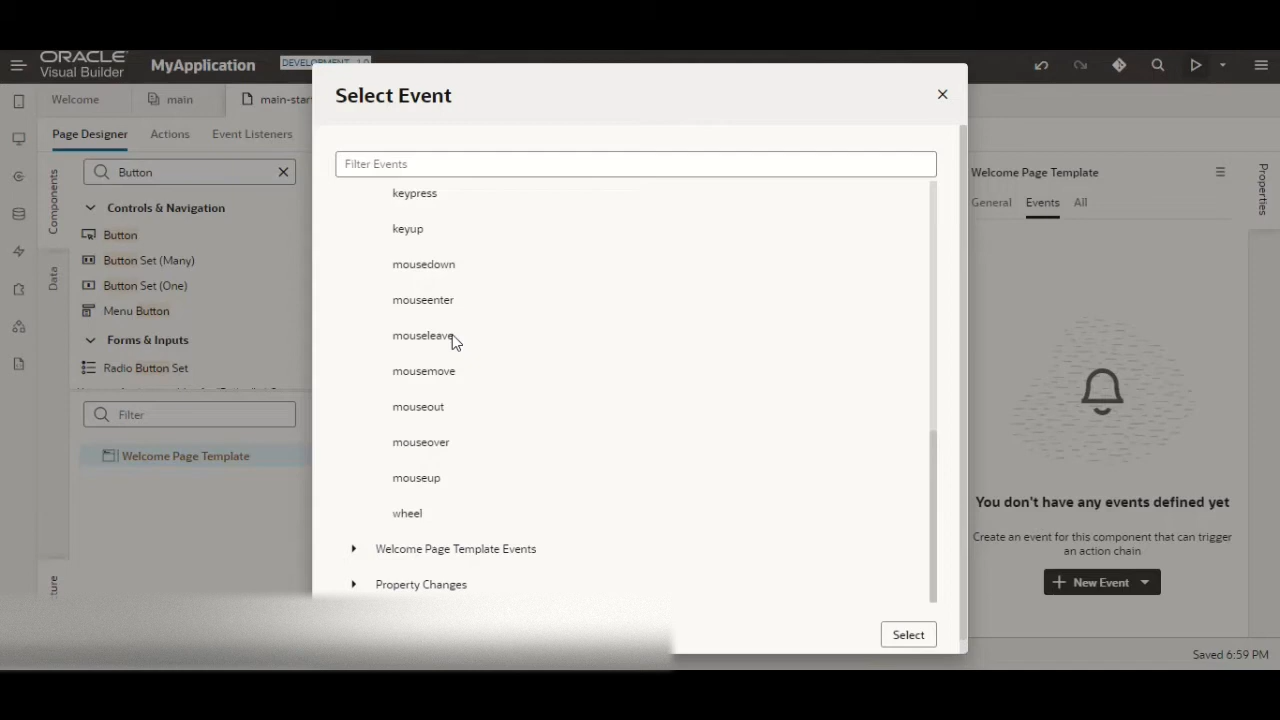 ORACLE
Visual Builder
MyApplication
DEVELOPMENT 1.0
Welcome
main
main-star
Page Designer
Actions
Event Listeners
Components
Data
Button
Controls & Navigation
Button
Button Set (Many)
Button Set (One)
Menu Button
Forms & Inputs
Radio Button Set
Filter
Welcome Page Template
Select Event
Filter Events
keypress
keyup
mousedown
mouseenter
mouseleave
mousemove
mouseout
mouseover
mouseup
wheel
Welcome Page Template Events
Property Changes
Select
Welcome Page Template
General
Events
All
Properties
You don't have any events defined yet
Create an event for this component that can trigger
an action chain
New Event
Saved 6:59 PM